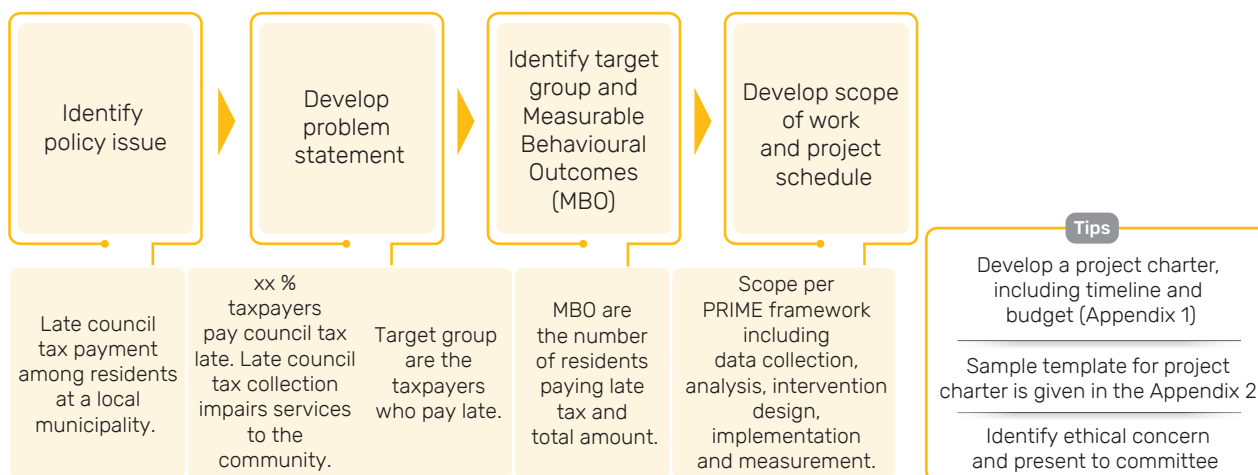 Identify
policy issue
Develop
problem
statement
Identify target
group and
Measurable
Behavioural
Outcomes
(MBO)
Develop scope
of work
and project
schedule
Late council
tax payment
among residents
at a local
municipality.
xx %
taxpayers
pay council tax
late. Late council
tax collection
impairs services
to the
community.
Target group
are the
taxpayers
who pay late.
MBO are
the number
of residents
paying late
tax and
total amount.
Scope per
PRIME framework
including
data collection,
analysis, intervention
design,
implementation
and measurement.
Tips
Develop a project charter,
including timeline and
budget (Appendix 1)
Sample template for project
charter is given in the Appendix 2
Identify ethical concern
and present to committee